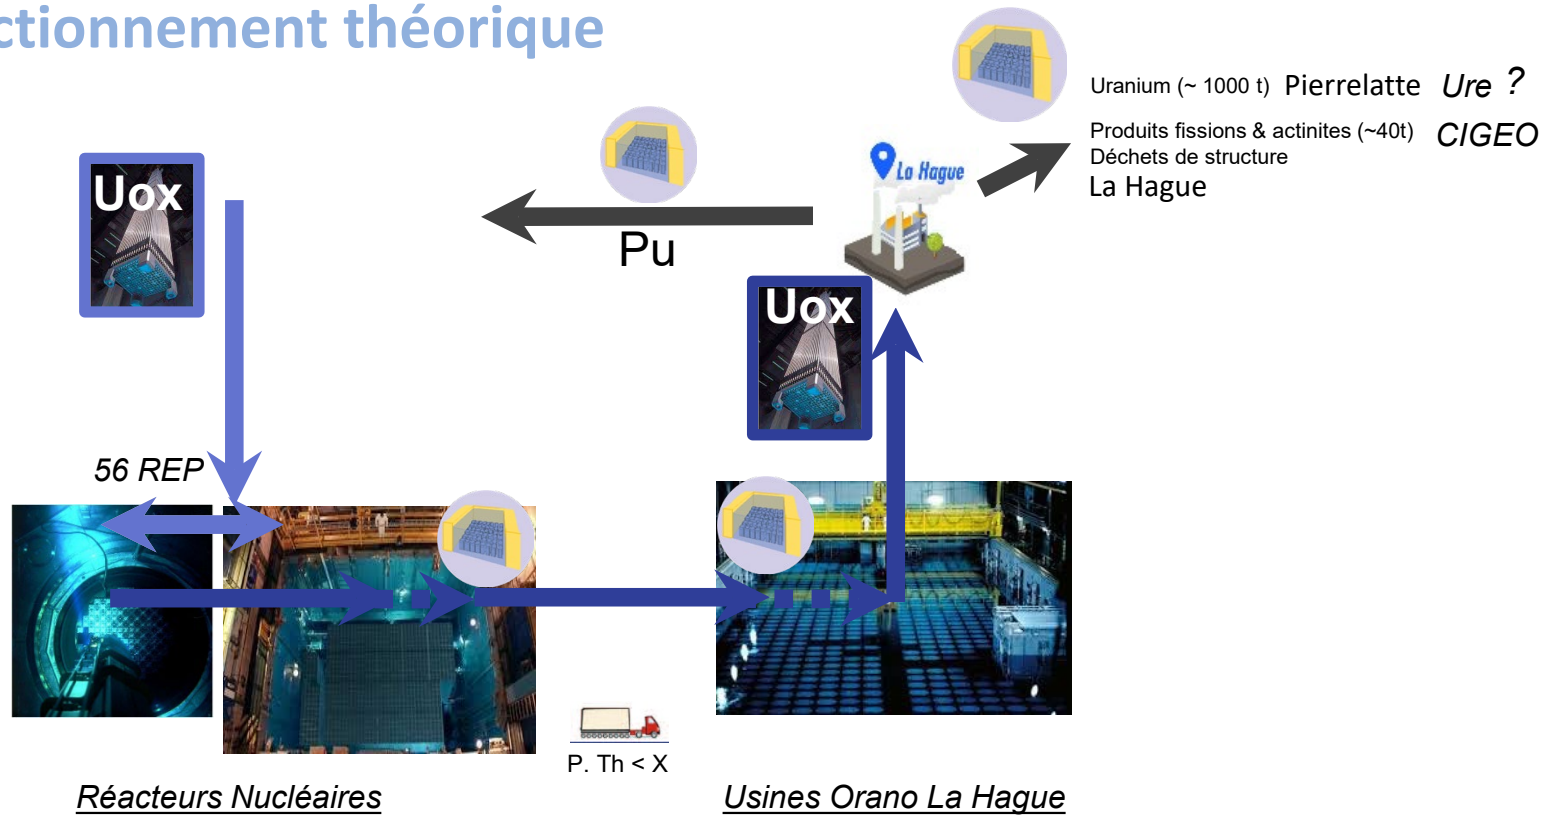 ctionnement théorique
Uranium (~ 1000 t) Pierrelatte Ure ?
Produits fissions & actinites (~40t) CIGEO
Déchets de structure
La Hague
La Hague
Uox
Pu
Uox
56 REP
P. Th < X
Réacteurs Nucléaires
Usines Orano La Hague